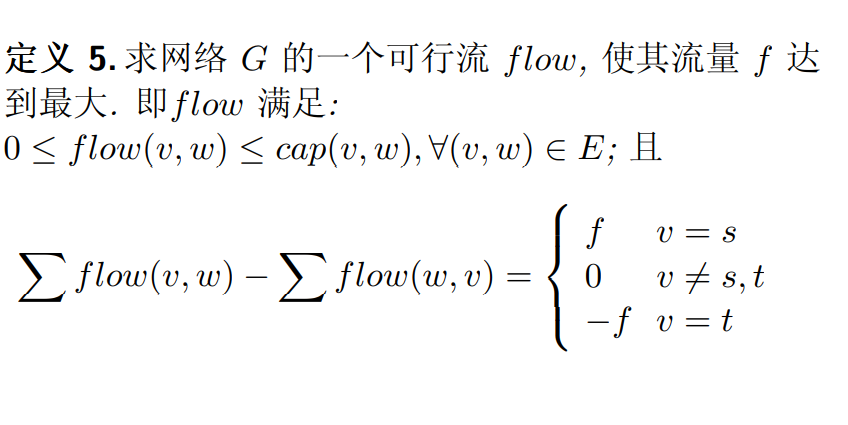 定义 5. 求网络 G 的一个可行流 flow, 使其流量 f 达
到最大. 即flow 满足:
0 ≤ flow(v, w) ≤ cap(v, w), ∀(v, w) ∈ E; 且
f v = s
∑ flow(v, w) − ∑ flow(w, v) = { 0 v ≠ s, t
−f v = t